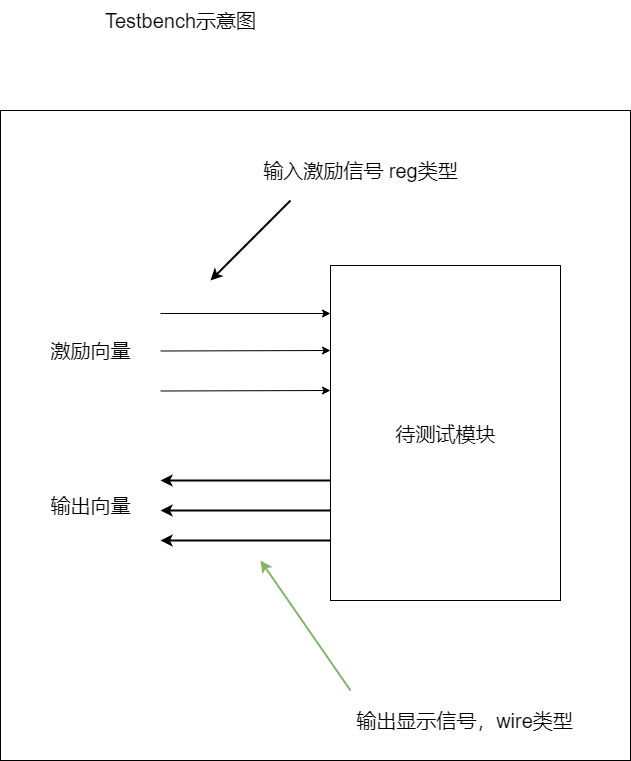 Testbench示意图
输入激励信号 reg类型
激励向量
待测试模块
输出向量
输出显示信号，wire类型